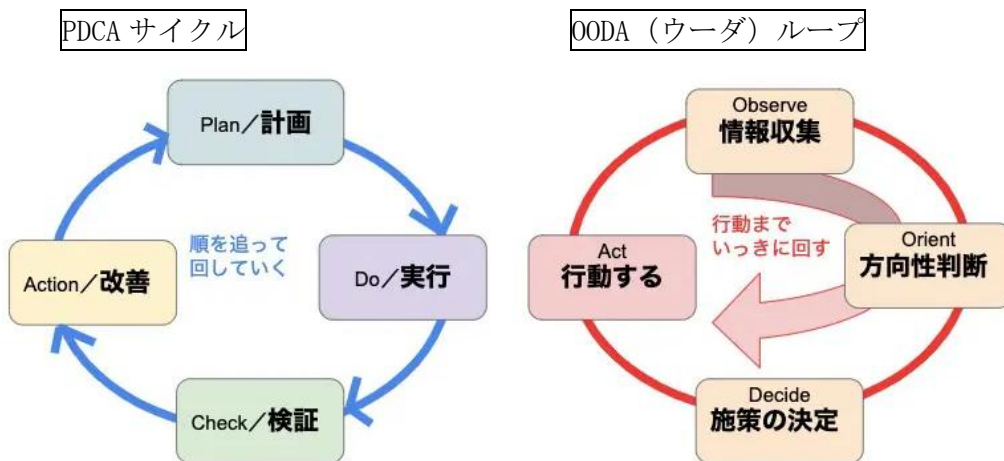 PDCA サイクル
Plan／計画
Do／実行
Check／検証
Action／改善
順を追って
回していく
OODA（ウーダ）ループ
Observe
情報収集
Orient
方向性判断
Decide
施策の決定
Act
行動する
行動まで
いっきに回す